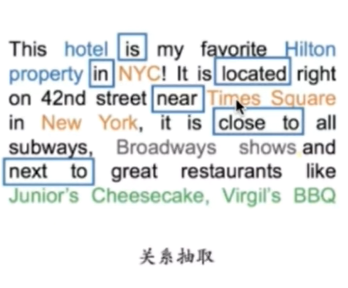 This hotel is my favorite Hilton
property in NYC! It is located right
on 42nd street near Times Square
in New York, it is close to all
subways, Broadways shows and
next to great restaurants like
Junior's Cheesecake, Virgil's BBQ
关系抽取